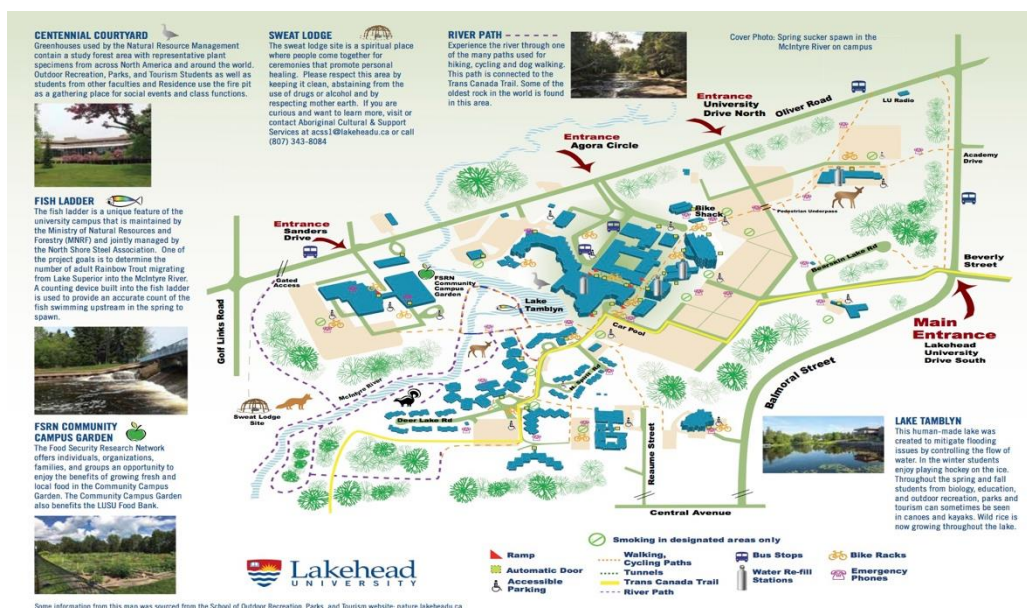 CENTENNIAL COURTYARD
Greenhouses used by the Natural Resource Management
contain a study forest area with representative plant
specimens from across North America and around the world.
Outdoor Recreation, Parks, and Tourism Students as well as
students from other faculties and Residence use the fire pit
as a gathering place for social events and class functions.
SWEAT LODGE
The sweat lodge site is a spiritual place
where people come together for
ceremonies that promote personal
healing. Please respect this area by
keeping it clean, abstaining from the
use of drugs or alcohol and by
respecting mother earth. If you are
curious and want to learn more, visit or
contact Aboriginal Cultural & Support
Services at acss1@lakeheadu.ca or call
(807) 343-8084
RIVER PATH
Experience the river through one
of the many paths used for
hiking, cycling and dog walking.
This path is connected to the
Trans Canada Trail. Some of the
oldest rock in the world is found
in this area.
Cover Photo: Spring sucker spawn in the
McIntyre River on campus
FISH LADDER
The fish ladder is a unique feature of the
university campus that is maintained by
the Ministry of Natural Resources and
Forestry (MNRF) and jointly managed by
the North Shore Steel Association. One of
the project goals is to determine the
number of adult Rainbow Trout migrating
from Lake Superior into the McIntyre River.
A counting device built into the fish ladder
is used to provide an accurate count of the
fish swimming upstream in the spring to
spawn.
FSRN COMMUNITY
CAMPUS GARDEN
The Food Security Research Network
offers individuals, organizations,
families, and groups an opportunity to
enjoy the benefits of growing fresh and
local food in the Community Campus
Garden. The Community Campus Garden
also benefits the LUSU Food Bank.
Entrance
University
Drive North
Oliver Road
LU Radio
Entrance
Agora Circle
Academy
Drive
Bike
Shack
Pedestrian Underpass
Entrance
Sanders
Drive
Gated
Access
FSRN
Community
Campus
Garden
Bearskin Lake Rd
Beverly
Street
Lake
Tamblyn
Golf Links Road
Car Pool
Main
Entrance
Lakehead
University
Drive South
McIntyre River
Balmoral Street
Sweat Lodge
Site
Deer Lake Rd
Reaume Street
Central Avenue
LAKE TAMBLYN
This human-made lake was
created to mitigate flooding
issues by controlling the flow of
water. In the winter students
enjoy playing hockey on the ice.
Throughout the spring and fall
students from biology, education,
and outdoor recreation, parks and
tourism can sometimes be seen
in canoes and kayaks. Wild rice is
now growing throughout the lake.
Smoking in designated areas only
Ramp
Automatic Door
Accessible
Parking
Walking,
Cycling Paths
Tunnels
Trans Canada Trail
River Path
Bus Stops
Water Re-fill
Stations
Bike Racks
Emergency
Phones
Lakehead
UNIVERSITY
Some information from this map was sourced from the School of Outdoor Recreation, Parks, and Tourism website: nature.lakeheadu.ca